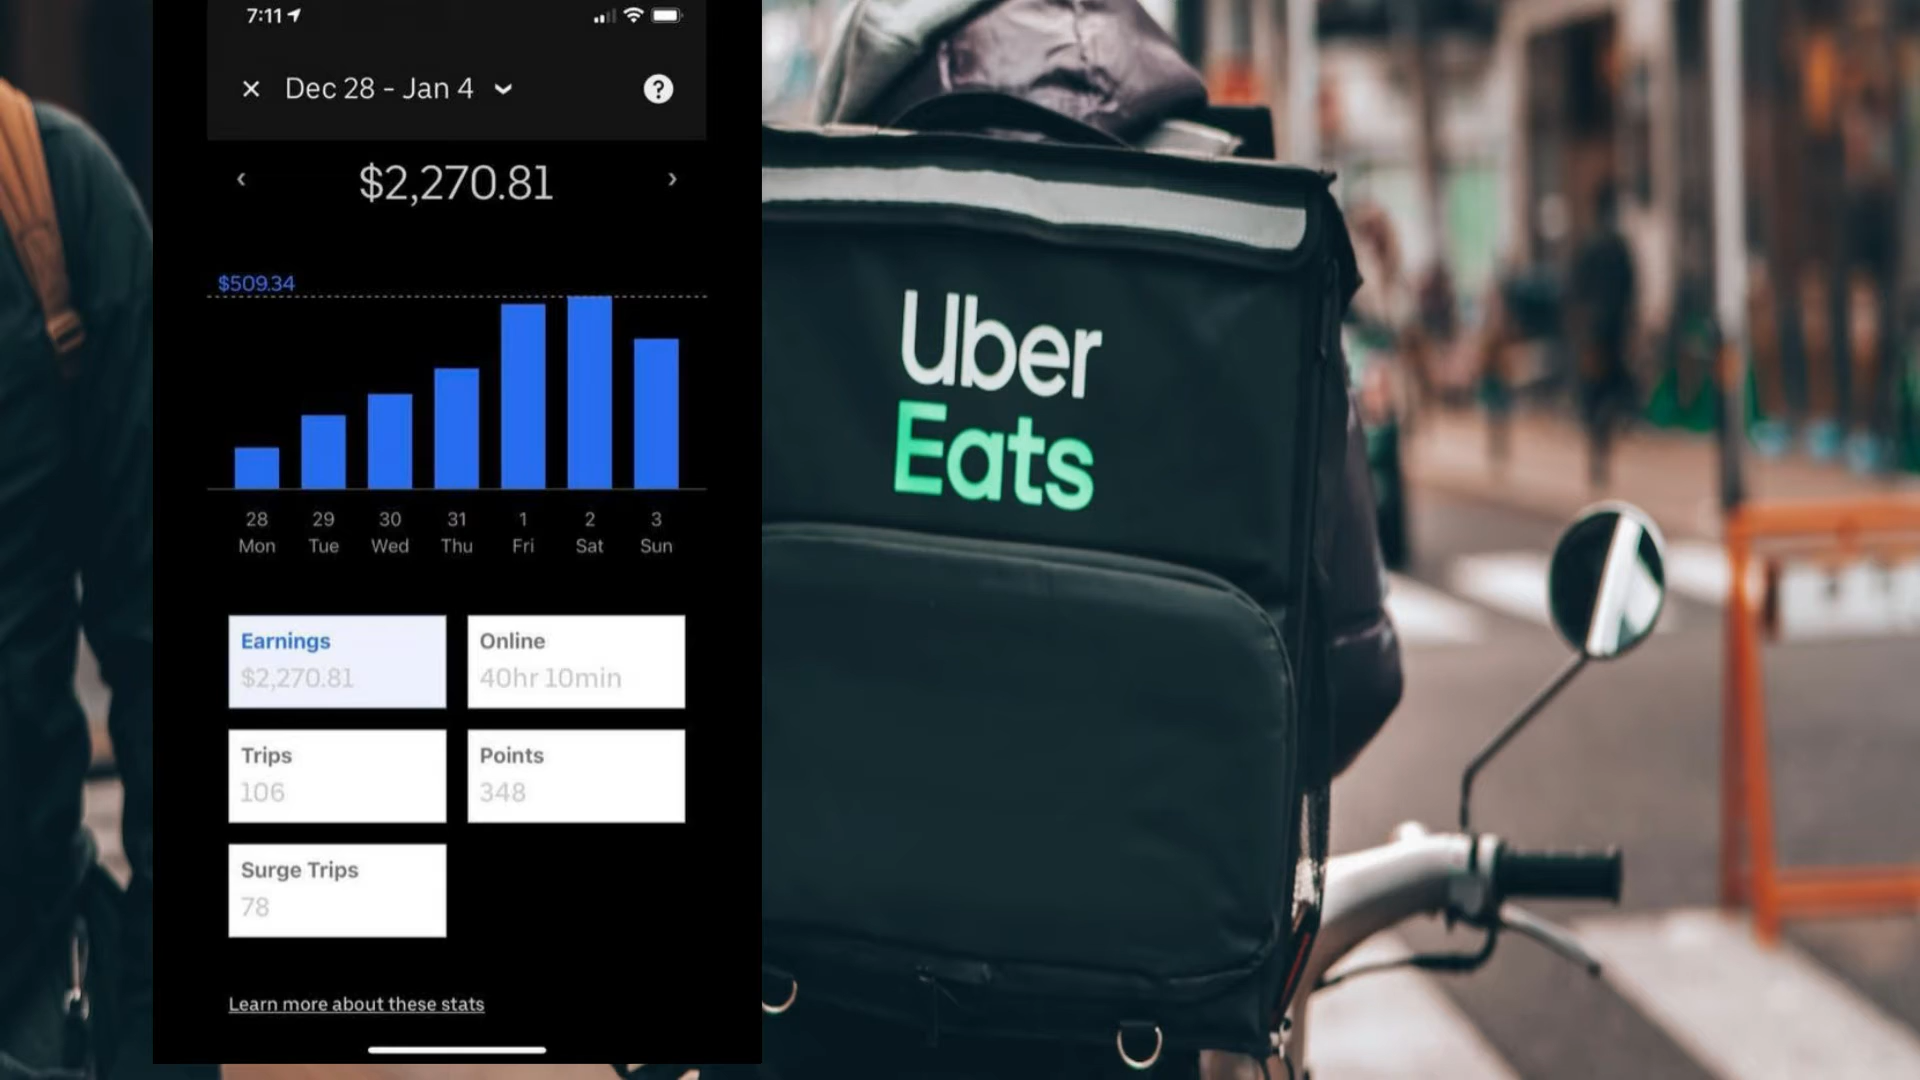 7:11
Dec 28 - Jan 4
?
$2,270.81
$509.34
28 29 30 31 1 2 3
Mon Tue Wed Thu Fri Sat Sun
Earnings
$2,270.81
Online
40hr 10min
Trips
106
Points
348
Surge Trips
78
Learn more about these stats
Uber
Eats